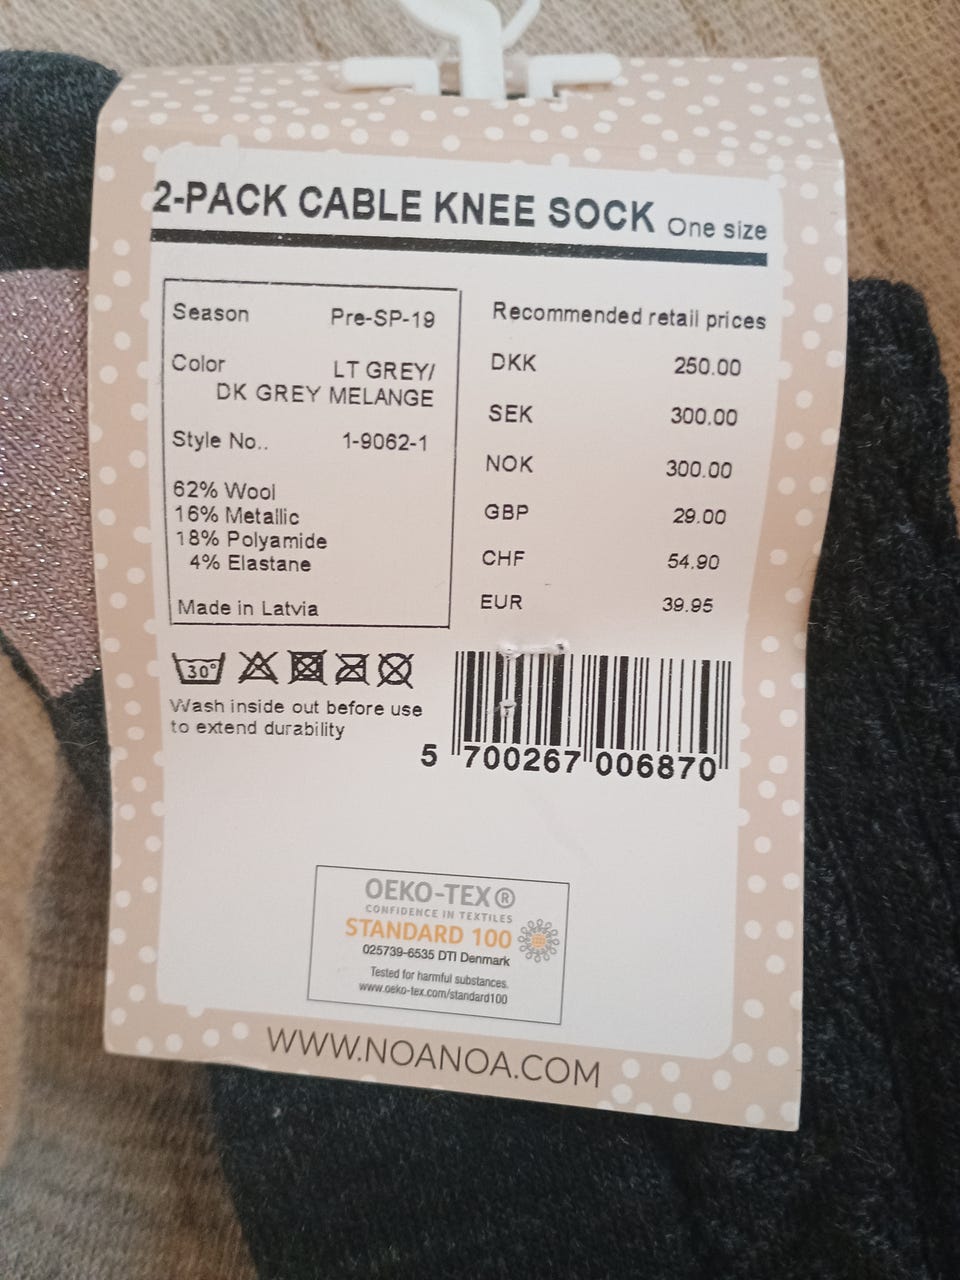 2-PACK CABLE KNEE SOCK One size
Season Pre-SP-19
Color LT GREY/
DK GREY MELANGE
Style No.. 1-9062-1
62% Wool
16% Metallic
18% Polyamide
4% Elastane
Made in Latvia
Recommended retail prices
DKK 250.00
SEK 300.00
NOK 300.00
GBP 29.00
CHF 54.90
EUR 39.95
30°
Wash inside out before use
to extend durability
5 700267 006870
OEKO-TEX®
CONFIDENCE IN TEXTILES
STANDARD 100
025739-6535 DTI Denmark
Tested for harmful substances.
www.oeko-tex.com/standard100
WWW.NOANOA.COM